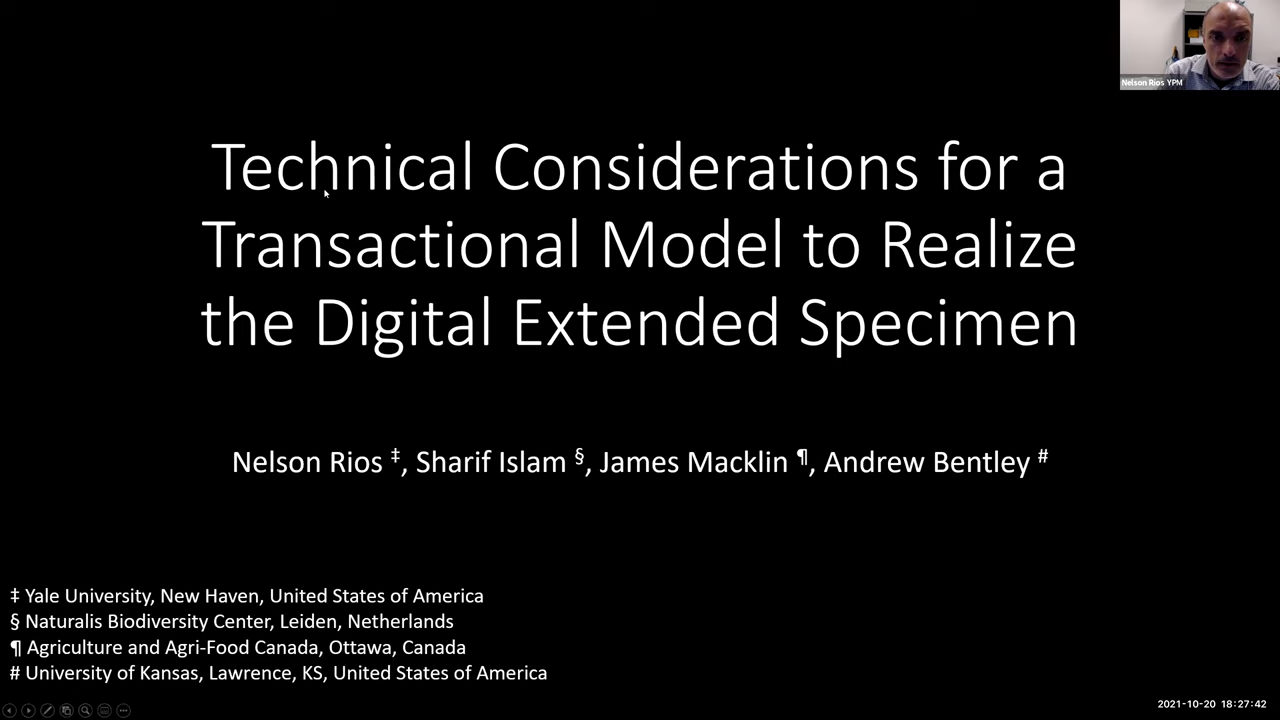 Nelson Rios YPM
Technical Considerations for a
Transactional Model to Realize
the Digital Extended Specimen
Nelson Rios ‡, Sharif Islam §, James Macklin ¶, Andrew Bentley #
‡ Yale University, New Haven, United States of America
§ Naturalis Biodiversity Center, Leiden, Netherlands
¶ Agriculture and Agri-Food Canada, Ottawa, Canada
# University of Kansas, Lawrence, KS, United States of America
2021-10-20 18:27:42